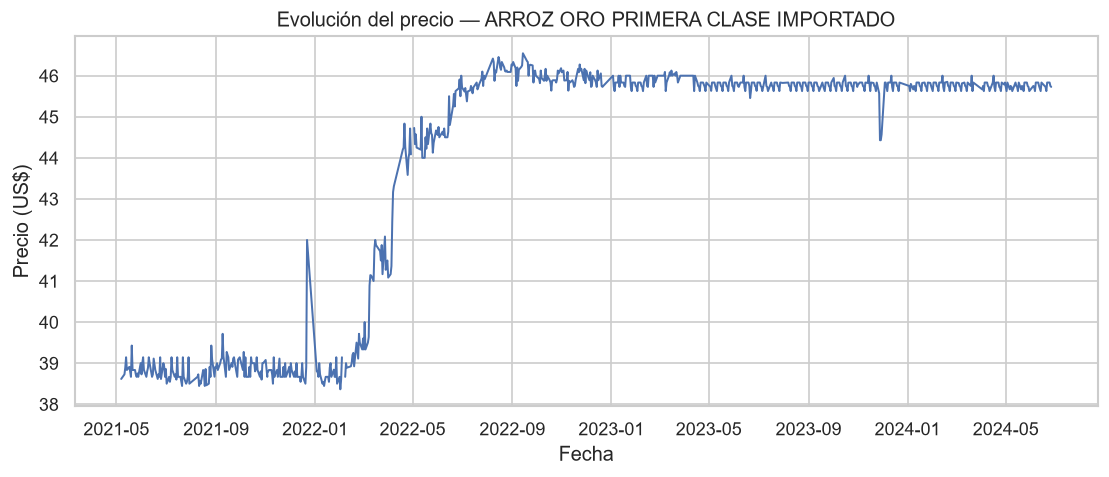 Evolución del precio — ARROZ ORO PRIMERA CLASE IMPORTADO
Precio (US$)
46
45
44
43
42
41
40
39
38
2021-05 2021-09 2022-01 2022-05 2022-09 2023-01 2023-05 2023-09 2024-01 2024-05
Fecha